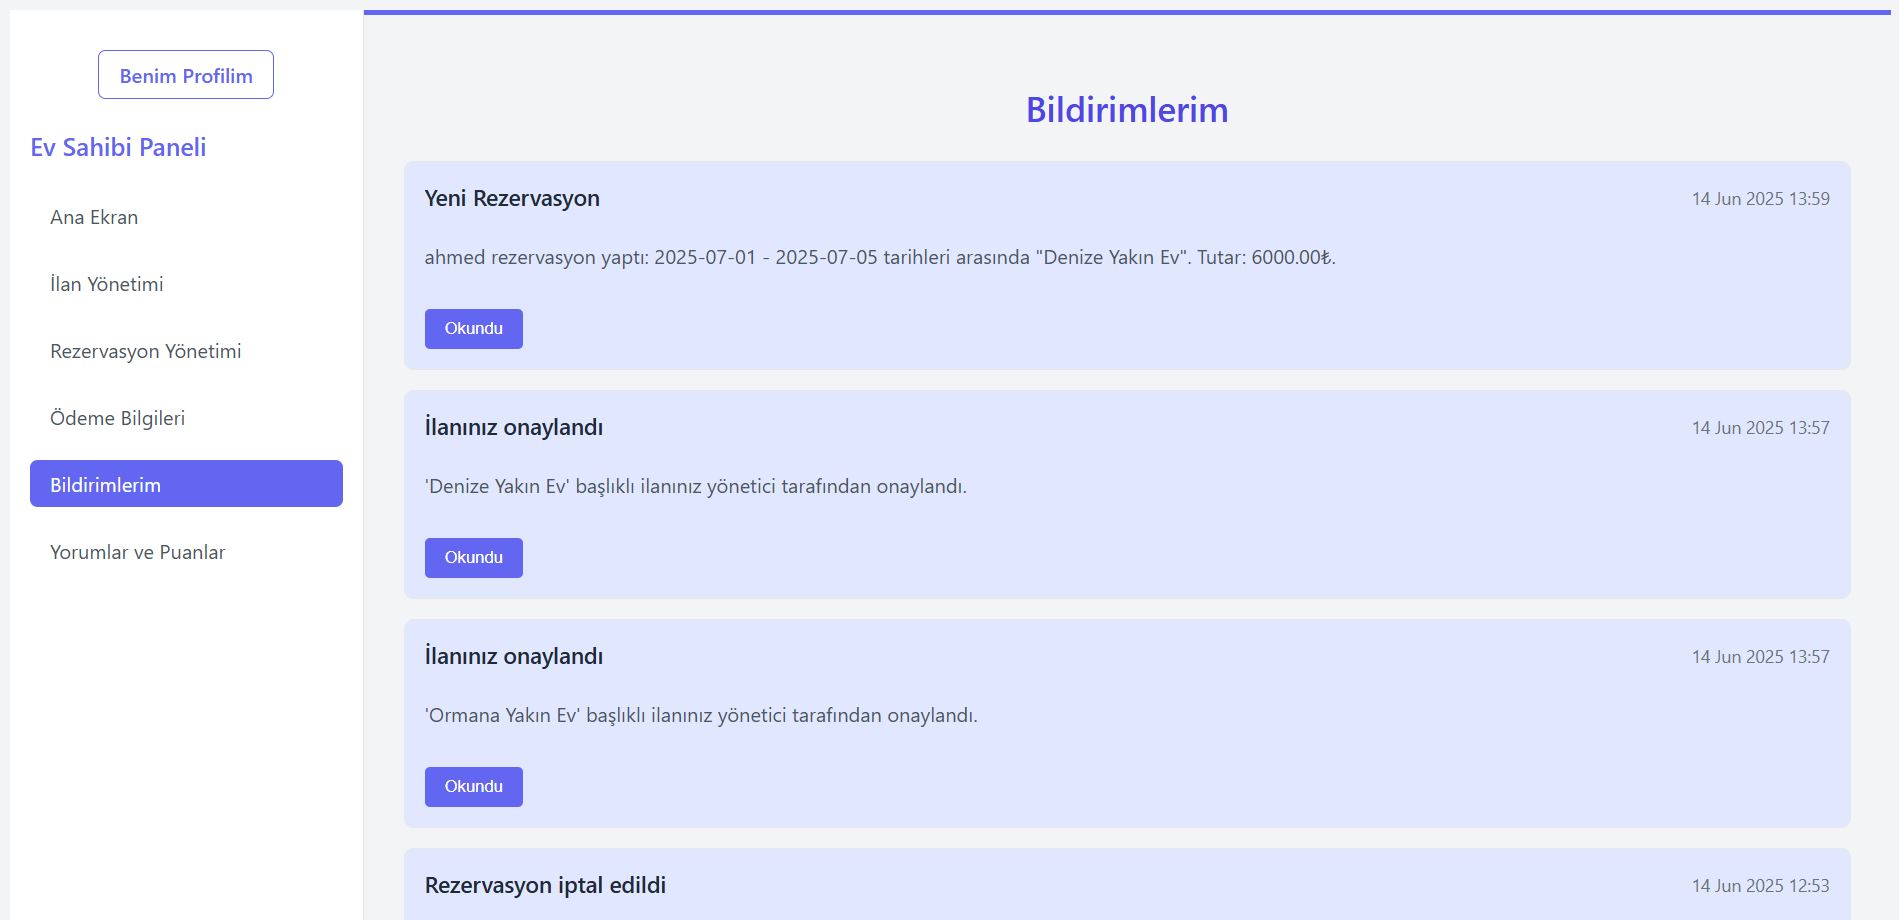 Benim Profilim
Ev Sahibi Paneli
Ana Ekran
İlan Yönetimi
Rezervasyon Yönetimi
Ödeme Bilgileri
Bildirimlerim
Yorumlar ve Puanlar
Bildirimlerim
Yeni Rezervasyon
14 Jun 2025 13:59
ahmed rezervasyon yaptı: 2025-07-01 - 2025-07-05 tarihleri arasında "Denize Yakın Ev". Tutar: 6000.00₺.
Okundu
İlanınız onaylandı
14 Jun 2025 13:57
'Denize Yakın Ev' başlıklı ilanınız yönetici tarafından onaylandı.
Okundu
İlanınız onaylandı
14 Jun 2025 13:57
'Ormana Yakın Ev' başlıklı ilanınız yönetici tarafından onaylandı.
Okundu
Rezervasyon iptal edildi
14 Jun 2025 12:53